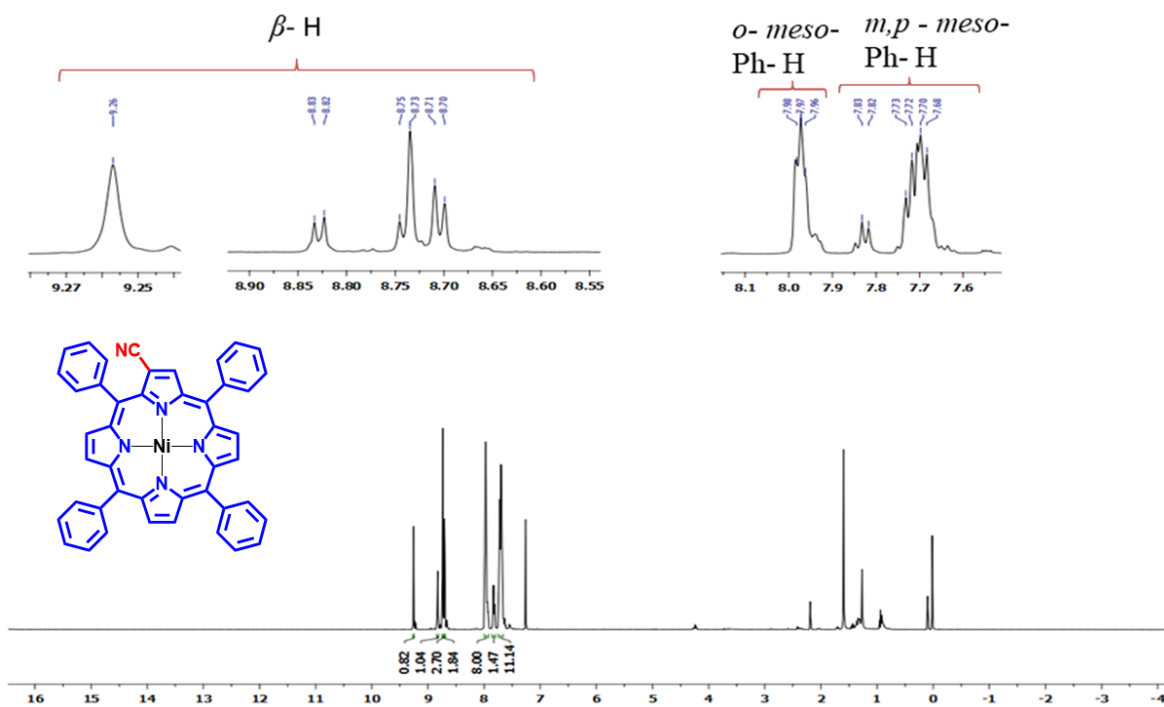 β- H
o- meso-
Ph- H
m,p - meso-
Ph- H
9.26
8.83
8.82
8.75
8.73
8.71
8.70
7.98
7.97
7.96
7.83
7.82
7.73
7.72
7.70
7.68
9.27 9.25
8.90 8.85 8.80 8.75 8.70 8.65 8.60 8.55
8.1 8.0 7.9 7.8 7.7 7.6
NC
N
N Ni N
N
0.82
1.04
2.70
1.84
8.00
1.47
11.14
16 15 14 13 12 11 10 9 8 7 6 5 4 3 2 1 0 -1 -2 -3 -4